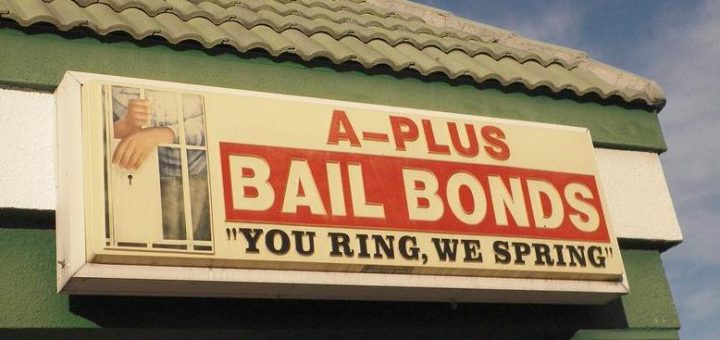 A-PLUS
BAIL BONDS
"YOU RING, WE SPRING"